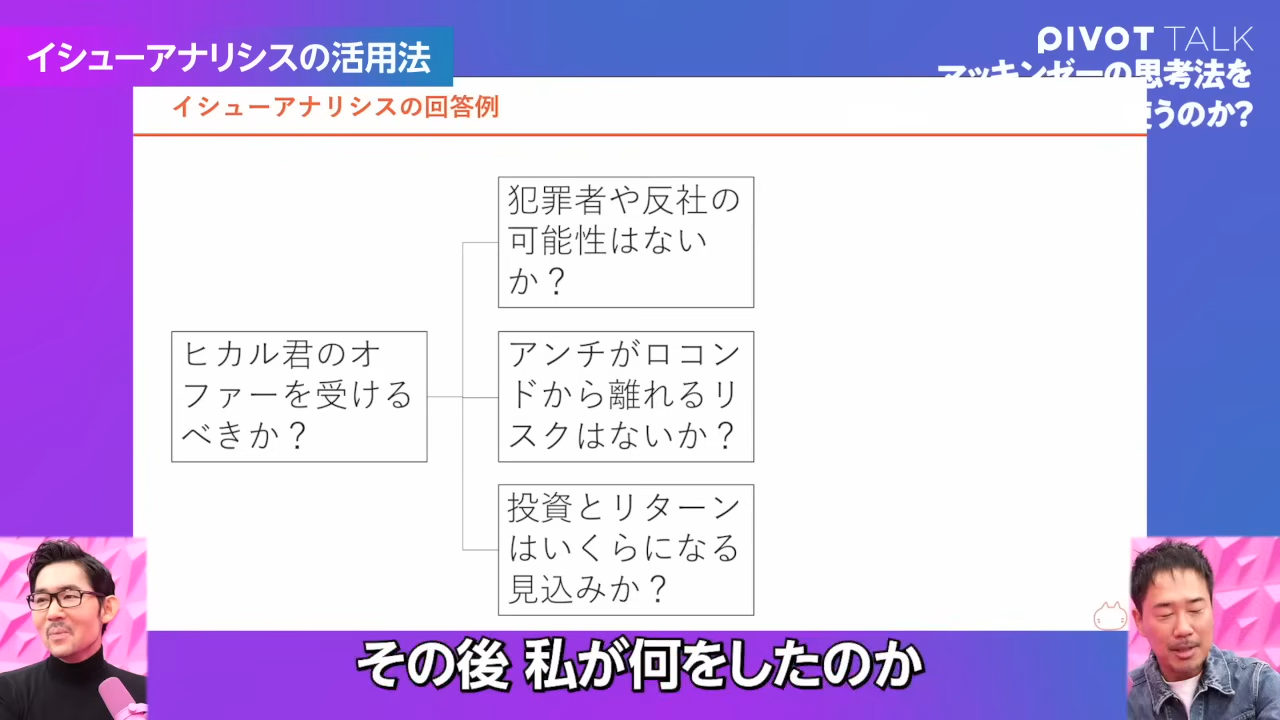 イシューアナリシスの活用法
PIVOT TALK
マッキンゼーの思考法を
使うのか?
イシューアナリシスの回答例
ヒカル君のオ
ファーを受ける
べきか？
犯罪者や反社の
可能性はない
か？
アンチがロコン
ドから離れるリ
スクはないか？
投資とリターン
はいくらになる
見込みか？
その後 私が何をしたのか